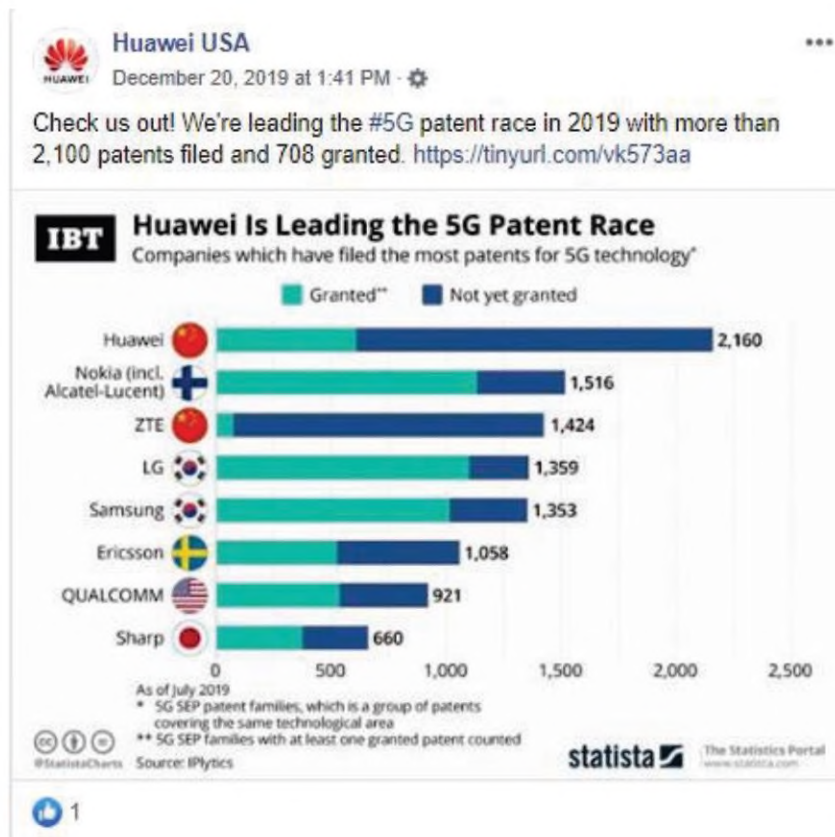 Huawei USA
December 20, 2019 at 1:41 PM ·
HUAWEI
Check us out! We're leading the #5G patent race in 2019 with more than
2,100 patents filed and 708 granted. https://tinyurl.com/vk573aa
IBT
Huawei Is Leading the 5G Patent Race
Companies which have filed the most patents for 5G technology*
Granted** Not yet granted
Huawei 2,160
Nokia (incl.
Alcatel-Lucent) 1,516
ZTE 1,424
LG 1,359
Samsung 1,353
Ericsson 1,058
QUALCOMM 921
Sharp 660
0 500 1,000 1,500 2,000 2,500
As of July 2019
* 5G SEP patent families, which is a group of patents
covering the same technological area
** 5G SEP families with at least one granted patent counted
@StatistaCharts Source: IPlytics
cc
statista
The Statistics Portal
www.statista.com
1